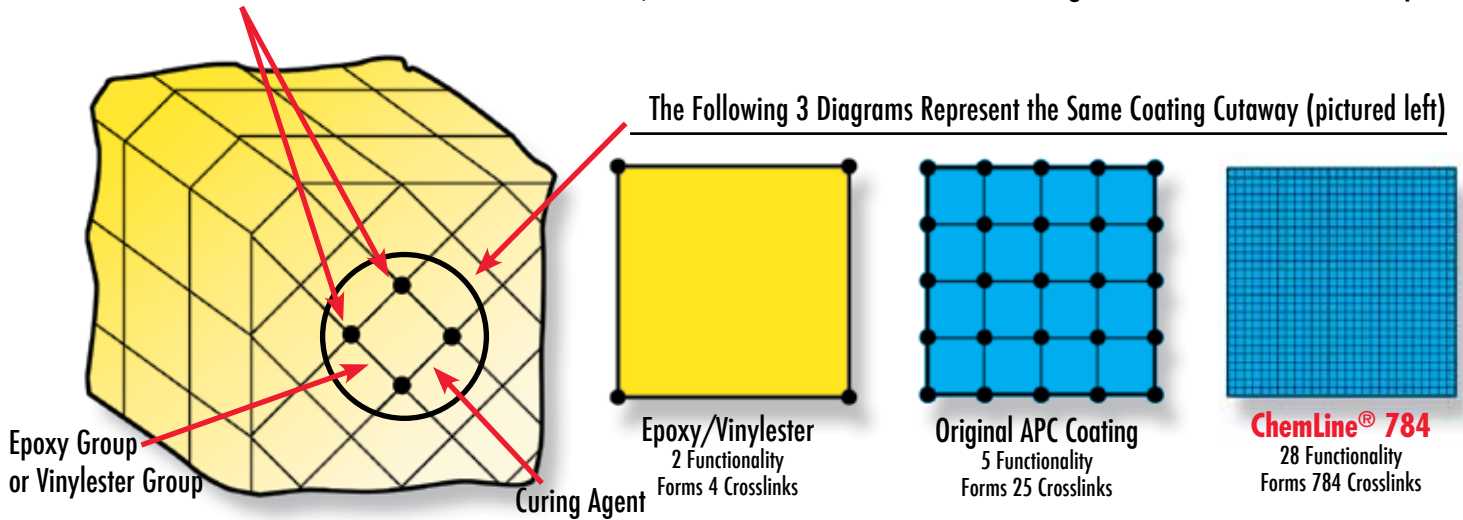 The Following 3 Diagrams Represent the Same Coating Cutaway (pictured left)
Epoxy Group
or Vinylester Group
Curing Agent
Epoxy/Vinylester
2 Functionality
Forms 4 Crosslinks
Original APC Coating
5 Functionality
Forms 25 Crosslinks
ChemLine® 784
28 Functionality
Forms 784 Crosslinks